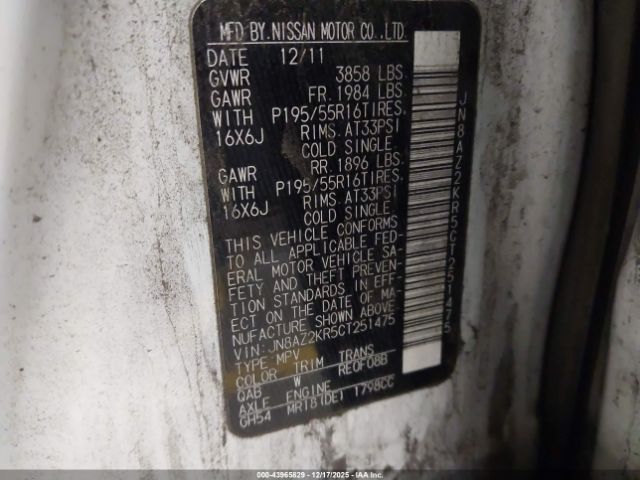 MFD BY.NISSAN MOTOR CO.,LTD.
DATE 12/11
GVWR 3858 LBS.
GAWR FR. 1984 LBS.
WITH P195/55R16TIRES.
16X6J RIMS. AT33PSI
COLD SINGLE.
GAWR RR. 1896 LBS.
WITH P195/55R16TIRES.
16X6J RIMS. AT33PSI
COLD SINGLE.
THIS VEHICLE CONFORMS
TO ALL APPLICABLE FED-
ERAL MOTOR VEHICLE SA-
FETY AND THEFT PREVEN-
TION STANDARDS IN EFF-
ECT ON THE DATE OF MA-
NUFACTURE SHOWN ABOVE.
VIN:JN8AZ2KR5CT251475
TYPE:MPV
COLOR TRIM TRANS
QAB W RE0F08B
AXLE ENGINE
GH54 MR18(DE) 1798CC
JN8AZ2KR5CT251475
000-43965829 - 12/17/2025 - IAA Inc. Copyright